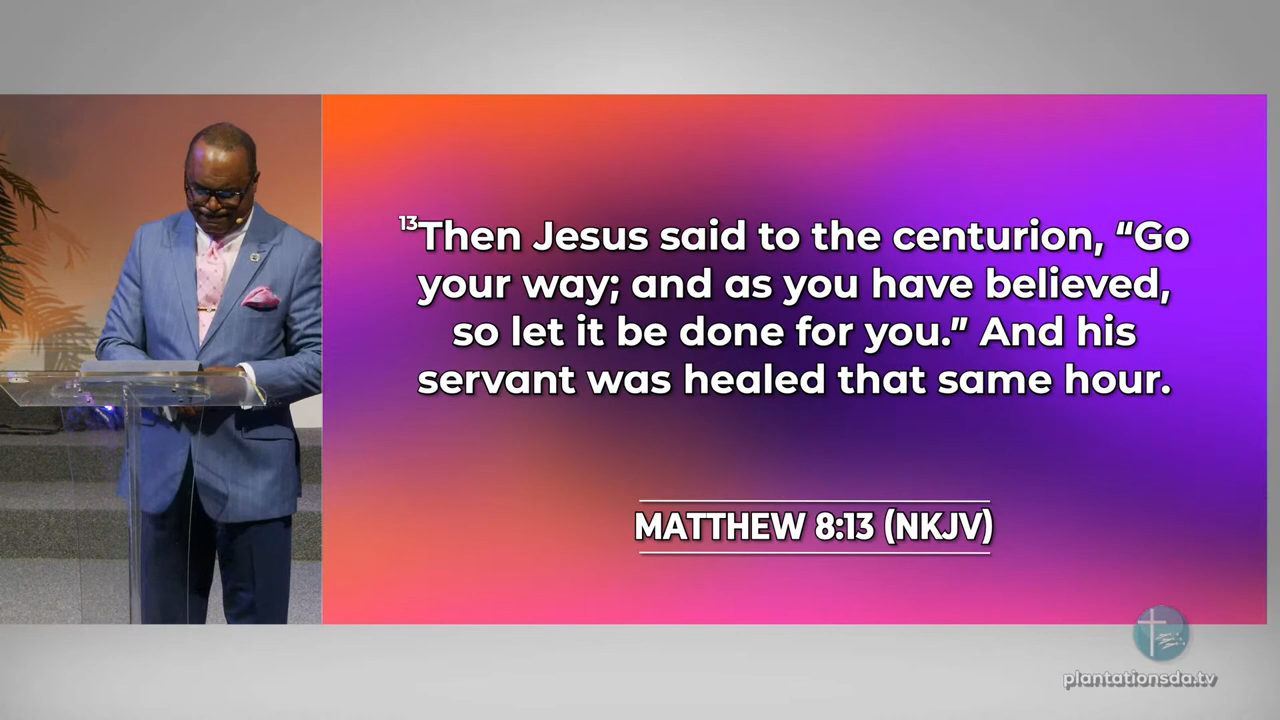 13Then Jesus said to the centurion, “Go
your way; and as you have believed,
so let it be done for you.” And his
servant was healed that same hour.
MATTHEW 8:13 (NKJV)
plantationsda.tv